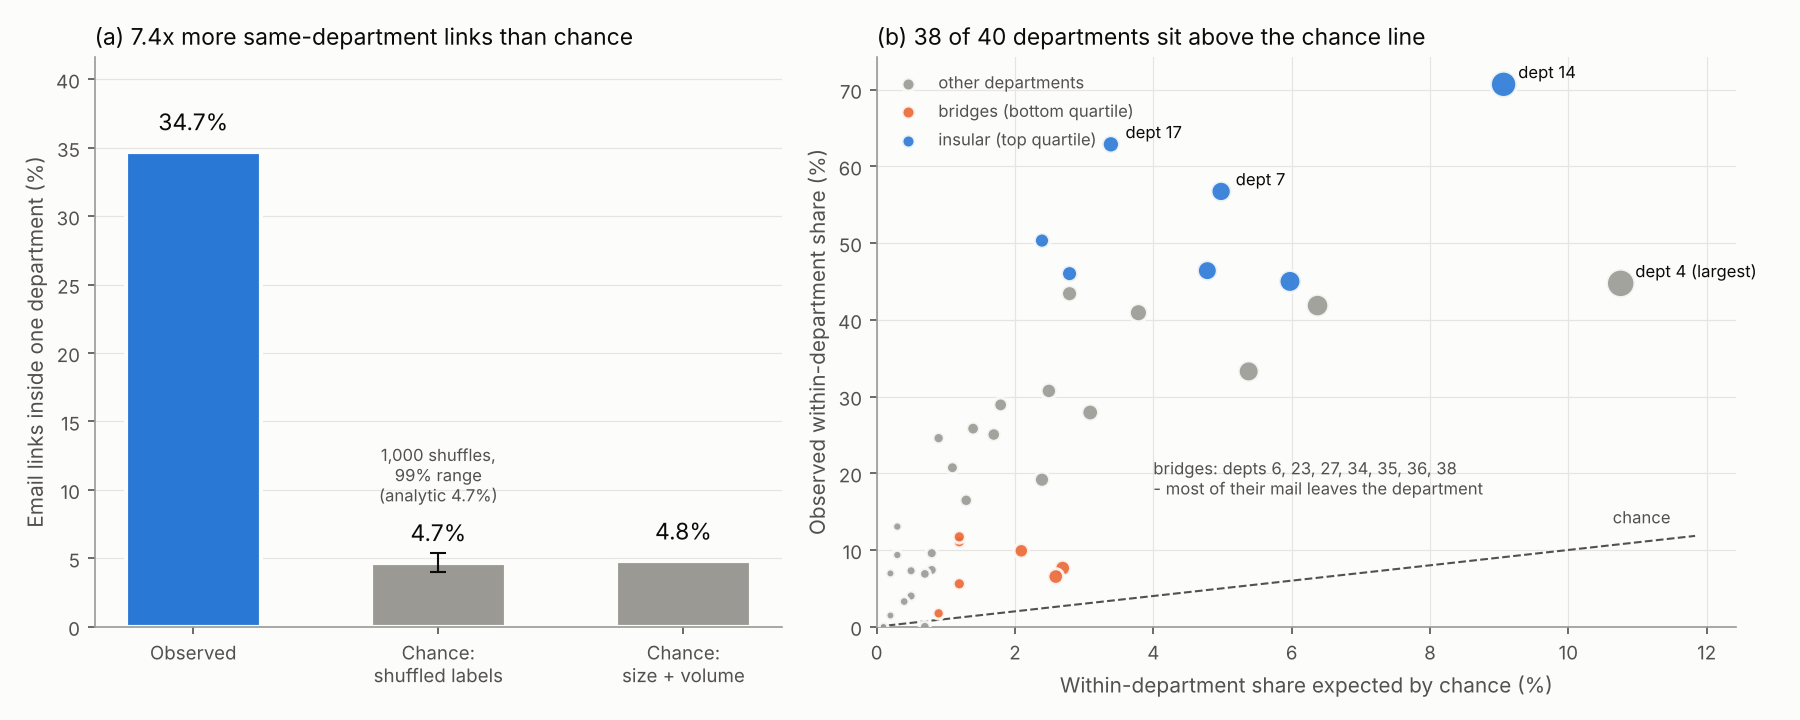 (a) 7.4x more same-department links than chance
Email links inside one department (%)
40
35
30
25
20
15
10
5
0
34.7%
1,000 shuffles,
99% range
(analytic 4.7%)
4.7%
4.8%
Observed
Chance:
shuffled labels
Chance:
size + volume
(b) 38 of 40 departments sit above the chance line
Observed within-department share (%)
70
60
50
40
30
20
10
0
other departments
bridges (bottom quartile)
insular (top quartile)
dept 14
dept 17
dept 7
dept 4 (largest)
bridges: depts 6, 23, 27, 34, 35, 36, 38
- most of their mail leaves the department
chance
0
2
4
6
8
10
12
Within-department share expected by chance (%)